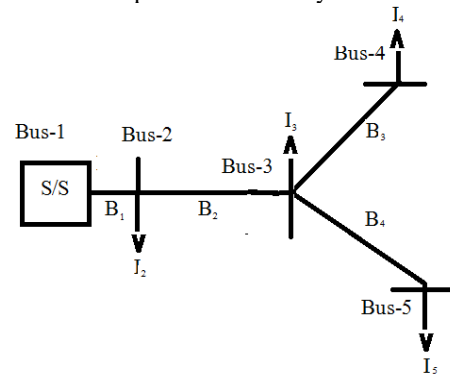 I₄
Bus-4
I₃
B₃
Bus-1
Bus-2
Bus-3
S/S
B₁
B₂
B₄
I₂
Bus-5
I₅